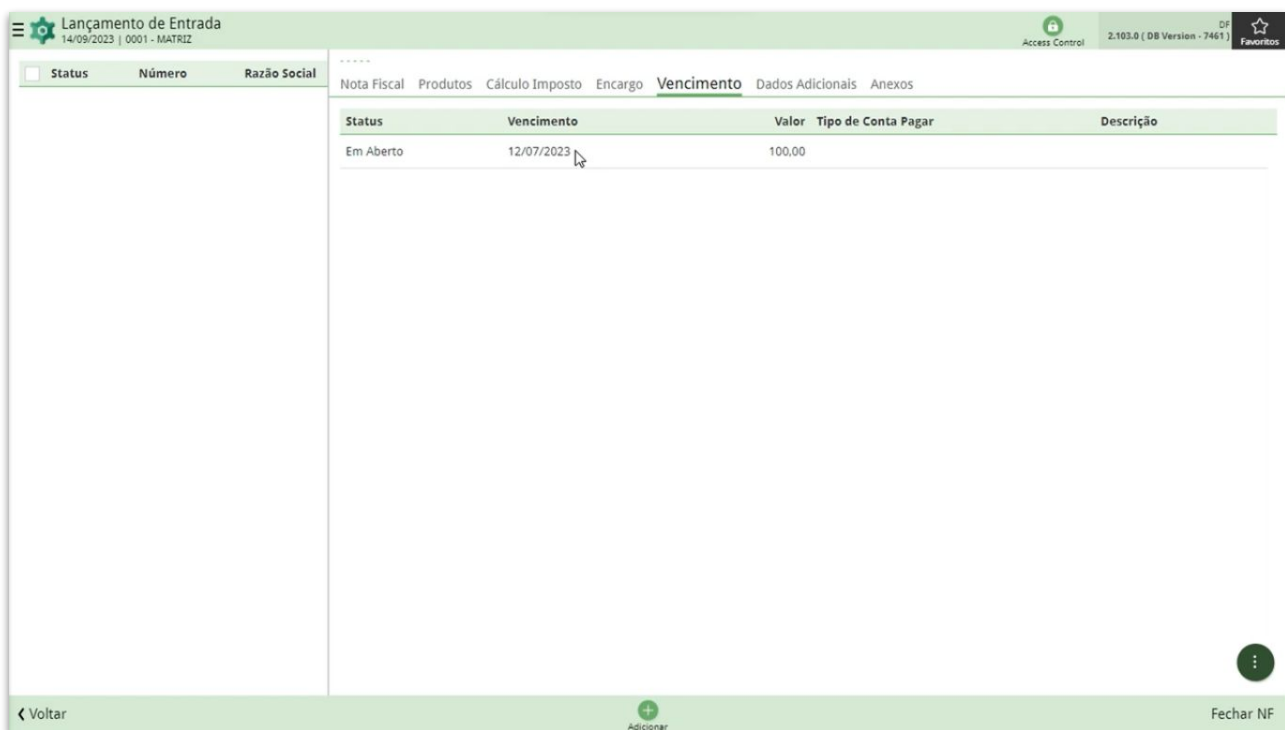 Lançamento de Entrada
14/09/2023 | 0001 - MATRIZ
Access Control
DF
2.103.0 ( DB Version - 7461 )
Favoritos
Status Número Razão Social
Nota Fiscal Produtos Cálculo Imposto Encargo Vencimento Dados Adicionais Anexos
Status Vencimento Valor Tipo de Conta Pagar Descrição
Em Aberto 12/07/2023 100,00
Voltar
Adicionar
Fechar NF